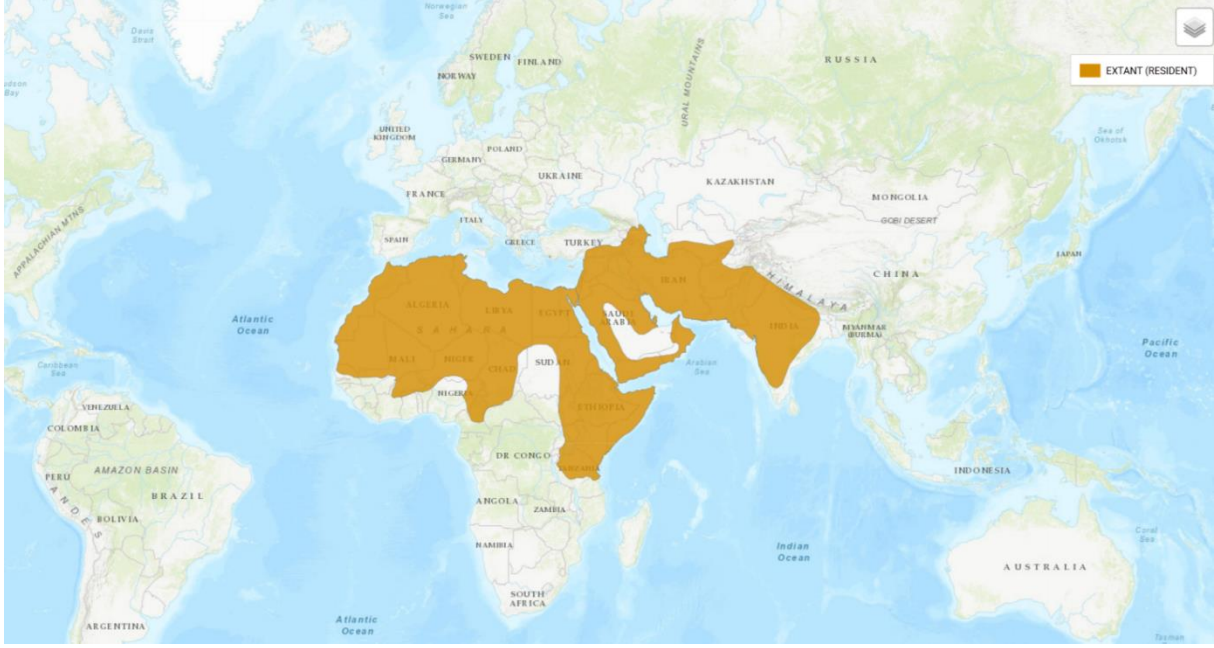 Norwegian
Sea
Davis
Strait
SWEDEN
FINLAND
RUSSIA
EXTANT (RESIDENT)
NORWAY
URAL MOUNTAINS
udson
Bay
UNITED
KINGDOM
Sea of
Okhotsk
POLAND
GERMANY
UKRAINE
KAZAKHSTAN
FRANCE
MONGOLIA
GOBI DESERT
ITALY
APPALACHIAN MTNS
SPAIN
GREECE
TURKEY
JAPAN
CHINA
IRAN
HIMALAYA
ALGERIA
LIBYA
EGYPT
SAUDI
ARABIA
Atlantic
Ocean
SAHARA
INDIA
MYANMAR
(BURMA)
Pacific
Ocean
MALI
NIGER
CHAD
SUDAN
Arabian
Sea
Caribbean
Sea
NIGERIA
ETHIOPIA
VENEZUELA
COLOMBIA
DR CONGO
TANZANIA
INDONESIA
PERU
AMAZON BASIN
BRAZIL
ANDES
BOLIVIA
ANGOLA
ZAMBIA
Coral
Sea
NAMIBIA
Indian
Ocean
AUSTRALIA
SOUTH
AFRICA
ARGENTINA
Atlantic
Ocean
Tasman